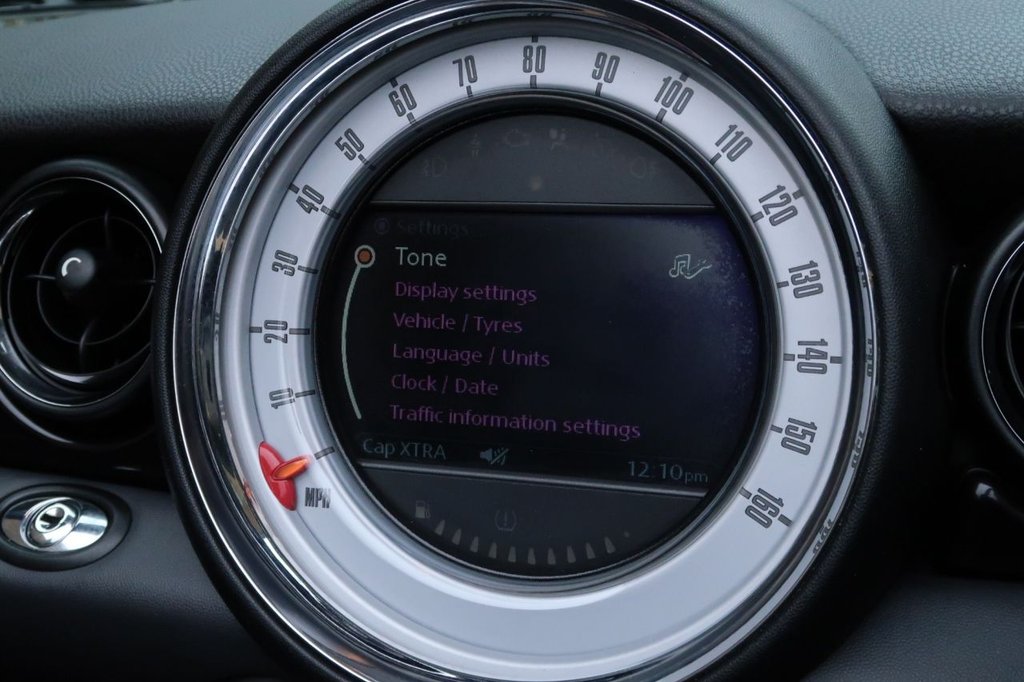 10
20
30
40
50
60
70
80
90
100
110
120
130
140
150
160
MPH
Settings
Tone
Display settings
Vehicle / Tyres
Language / Units
Clock / Date
Traffic information settings
Cap XTRA
12:10pm